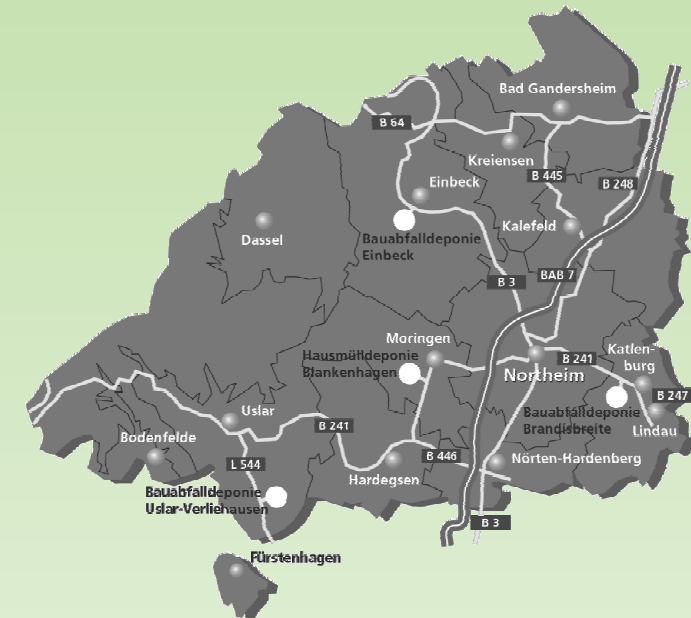 Bad Gandersheim
B 64
Kreiensen
B 445
B 248
Einbeck
Dassel
Bauabfalldeponie
Einbeck
Kalefeld
BAB 7
B 3
Moringen
Hausmülldeponie
Blankenhagen
Northeim
B 241
Katlen-
burg
B 247
Bauabfalldeponie
Brandisbreite
Lindau
Uslar
B 241
Bodenfelde
L 544
Hardegsen
B 446
Nörten-Hardenberg
Bauabfalldeponie
Uslar-Verliehausen
B 3
Fürstenhagen